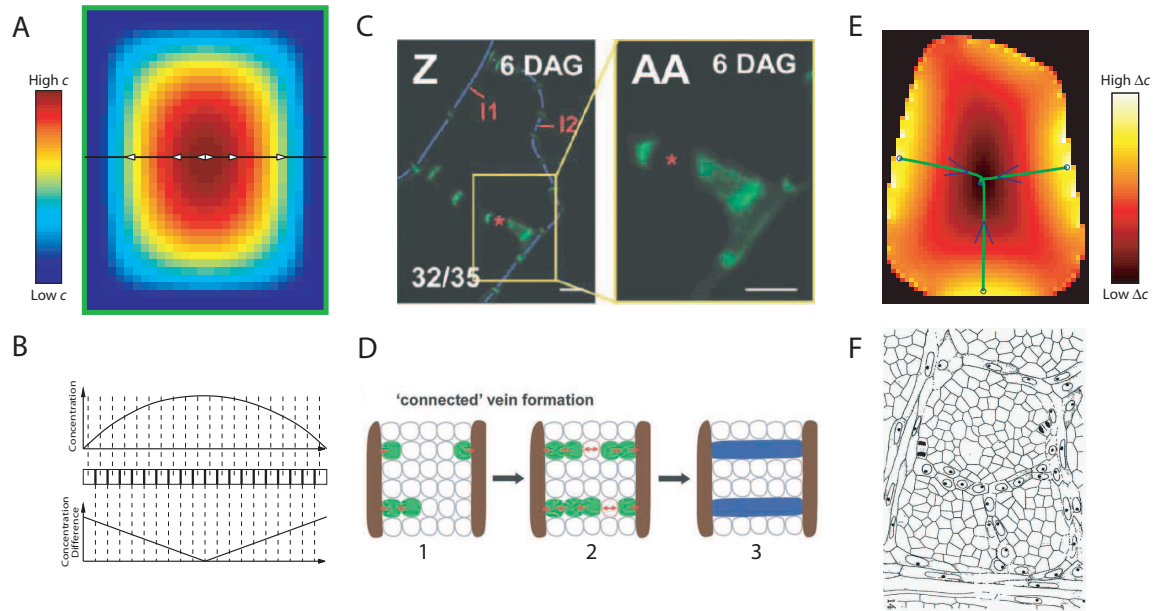 A
High c
Low c
B
Concentration
Concentration
Difference
C
Z
6 DAG
I1
I2
*
32/35
AA
6 DAG
*
D
'connected' vein formation
1
2
3
E
High Δc
Low Δc
F
14